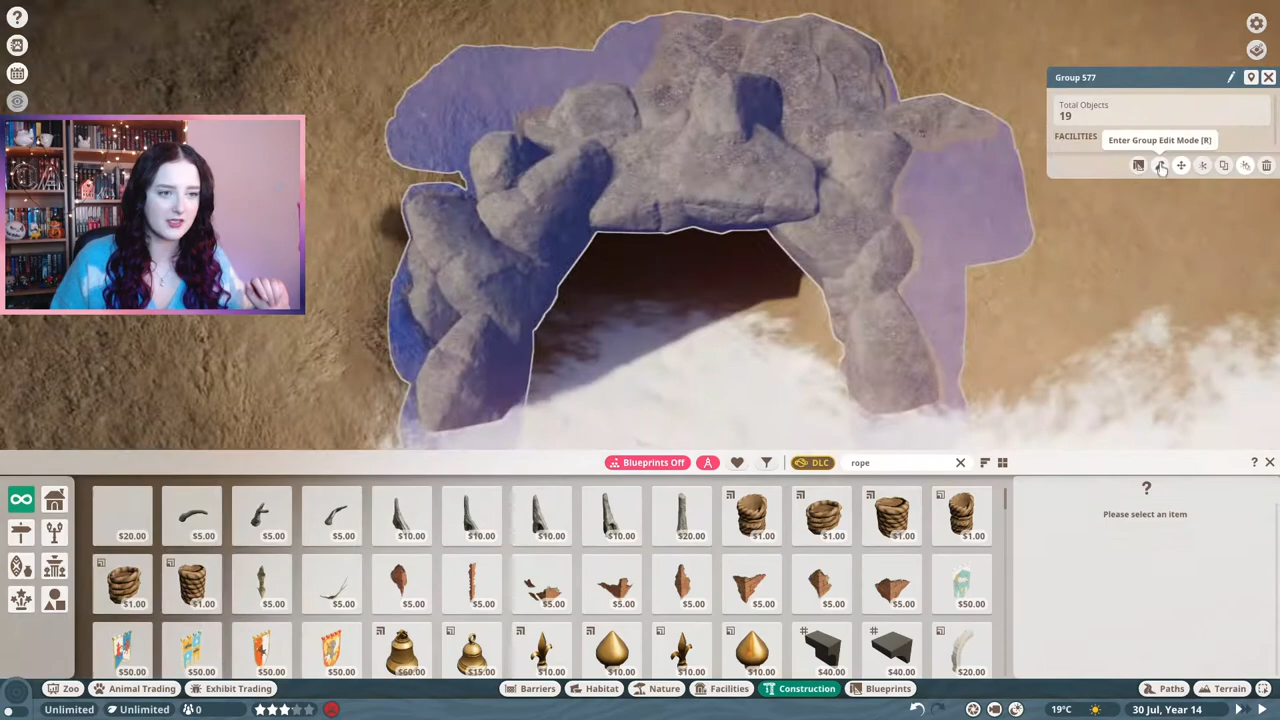 Group 577
Total Objects
19
FACILITIES
Enter Group Edit Mode [R]
Blueprints Off
DLC
rope
?
Please select an item
$20.00 $5.00 $5.00 $5.00 $10.00 $10.00 $10.00 $10.00 $20.00 $1.00 $1.00 $1.00 $1.00
$1.00 $1.00 $5.00 $5.00 $5.00 $5.00 $5.00 $5.00 $5.00 $5.00 $5.00 $5.00 $50.00
$50.00 $50.00 $50.00 $50.00 $60.00 $10.00 $10.00 $10.00 $10.00 $10.00 $40.00 $40.00 $20.00
Zoo Animal Trading Exhibit Trading Barriers Habitat Nature Facilities Construction Blueprints Paths Terrain
Unlimited Unlimited 0 19°C 30 Jul, Year 14